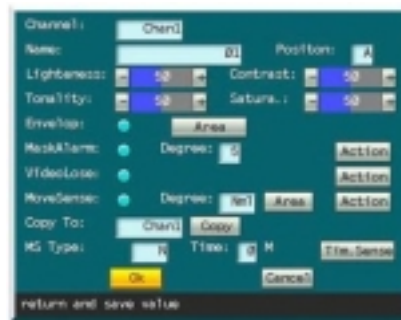 Channel: Chan1
Name: 01 Position: A
Lighteness: 50 Contrast: 50
Tonality: 50 Satura.: 50
Envelop: Area
MaskAlarm: Degree: 5 Action
VideoLose: Action
MoveSense: Degree: Nml Area Action
Copy To: Chan1 Copy
MS Type: N Time: 0 M Tim.Sense
Ok Cancel
return and save value